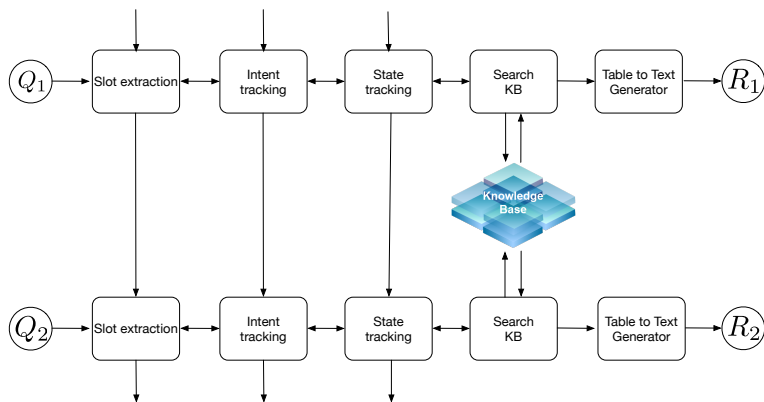 Q1
Slot extraction
Intent
tracking
State
tracking
Search
KB
Table to Text
Generator
R1
Knowledge
Base
Q2
Slot extraction
Intent
tracking
State
tracking
Search
KB
Table to Text
Generator
R2